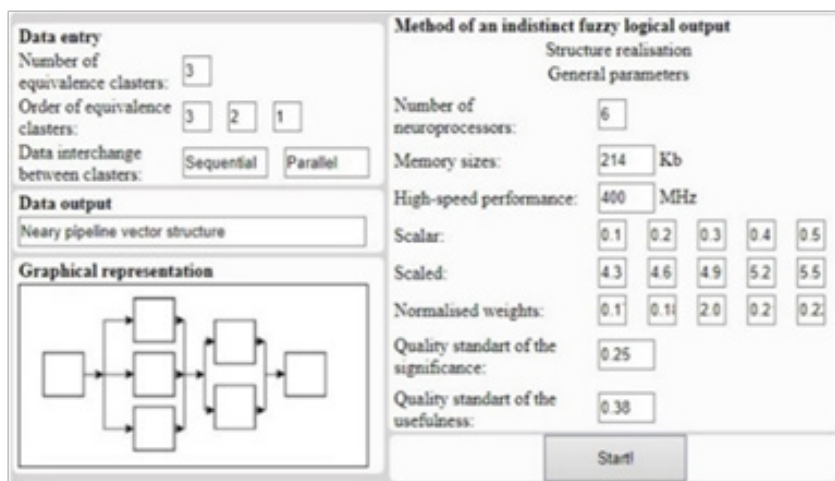 Data entry
Number of
equivalence clasters: 3
Order of equivalence
clasters: 3 2 1
Data interchange
between clasters: Sequential Parallel
Data output
Neary pipeline vector structure
Graphical representation
Method of an indistinct fuzzy logical output
Structure realisation
General parameters
Number of
neuroprocessors: 6
Memory sizes: 214 Kb
High-speed performance: 400 MHz
Scalar: 0.1 0.2 0.3 0.4 0.5
Scaled: 4.3 4.6 4.9 5.2 5.5
Normalised weights: 2.0 0.2
Quality standart of the
significance: 0.25
Quality standart of the
usefulness: 0.38
Start!